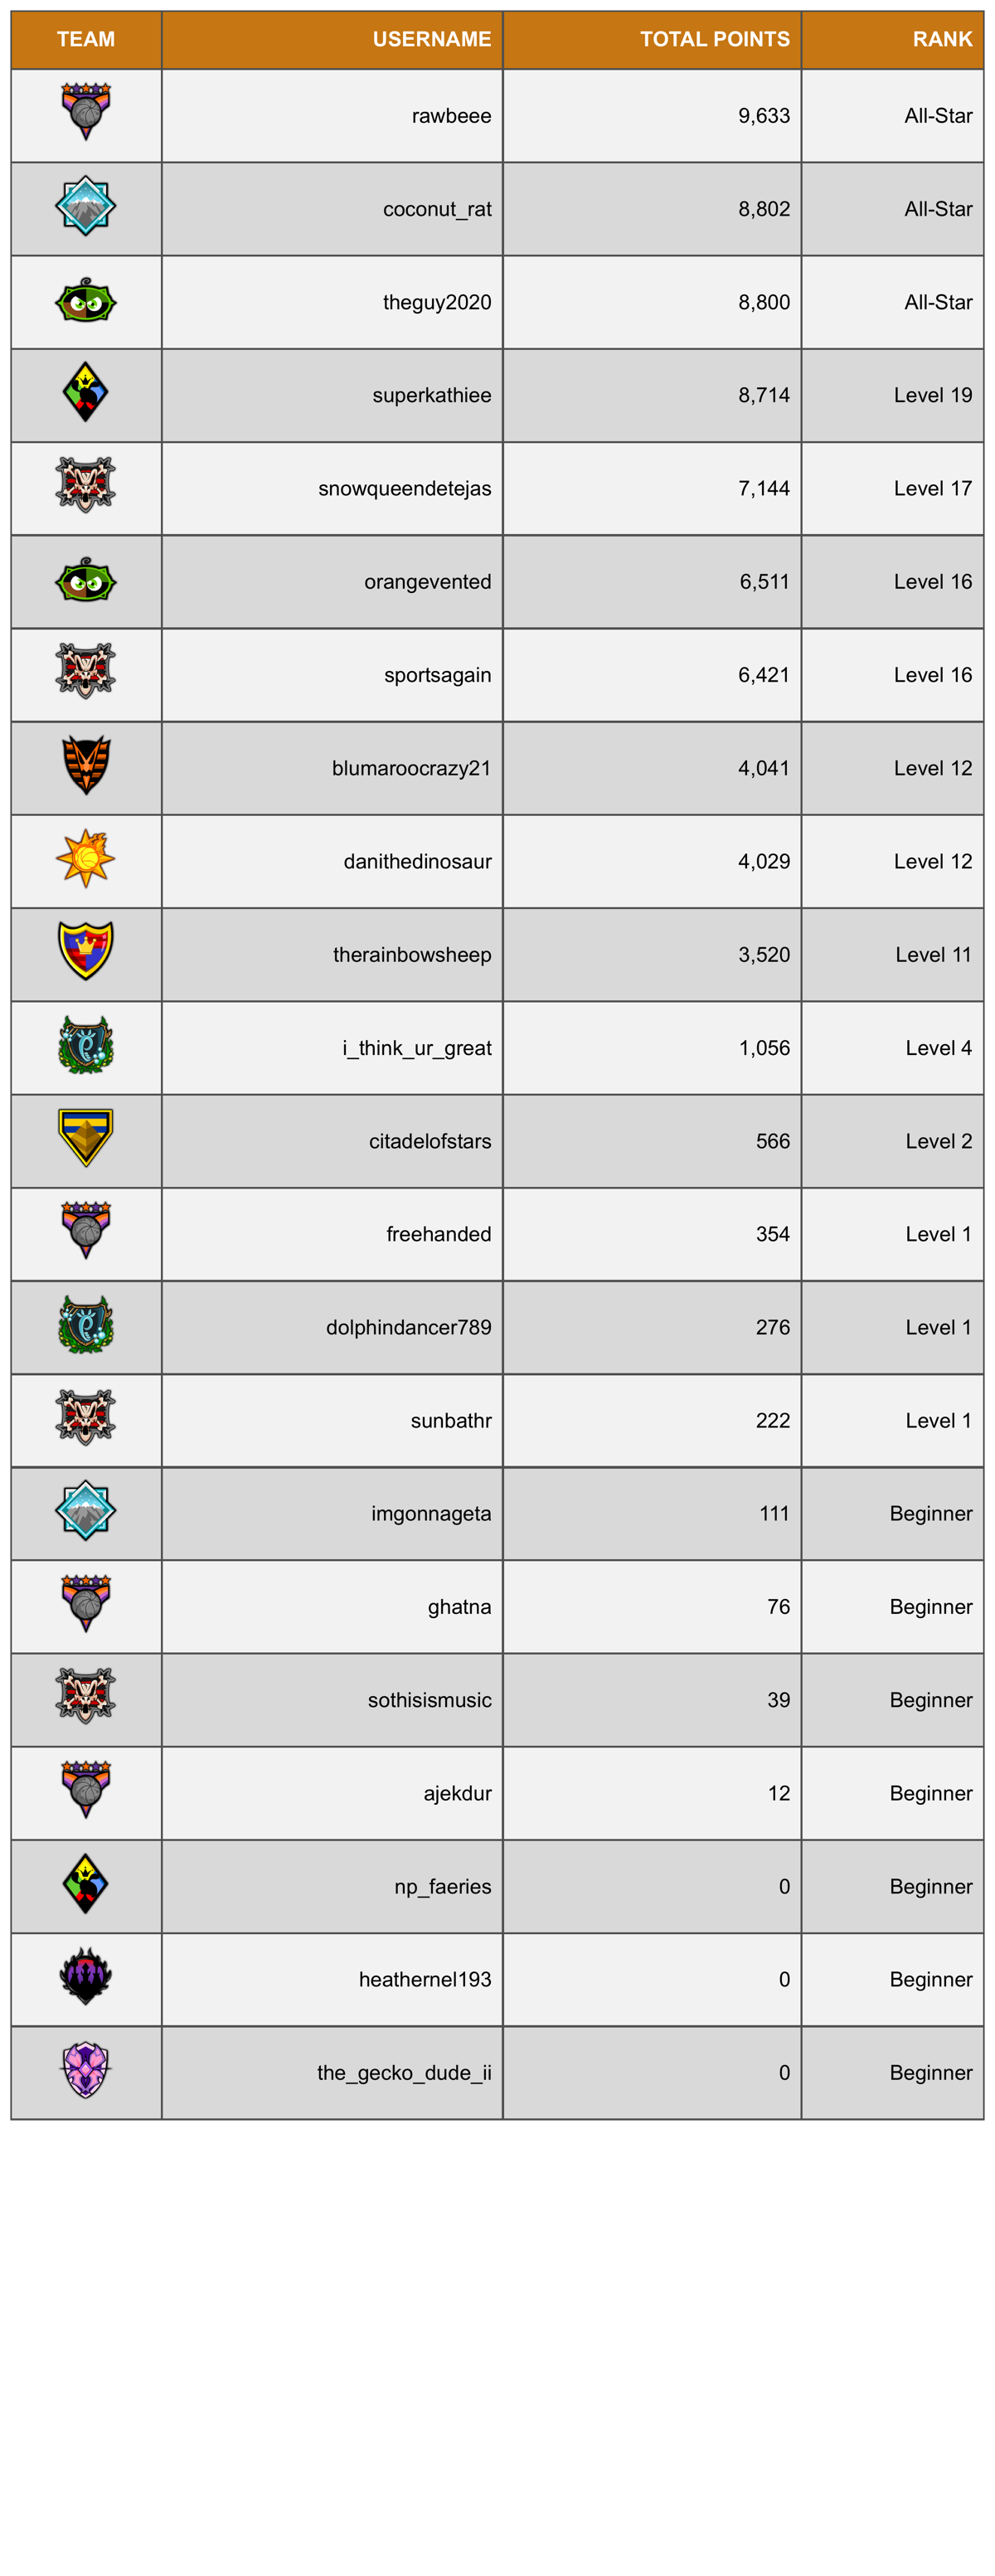 TEAM USERNAME TOTAL POINTS RANK
rawbeee 9,633 All-Star
coconut_rat 8,802 All-Star
theguy2020 8,800 All-Star
superkathiee 8,714 Level 19
snowqueendetejas 7,144 Level 17
orangevented 6,511 Level 16
sportsagain 6,421 Level 16
blumaroocrazy21 4,041 Level 12
danithedinosaur 4,029 Level 12
therainbowsheep 3,520 Level 11
i_think_ur_great 1,056 Level 4
citadelofstars 566 Level 2
freehanded 354 Level 1
dolphindancer789 276 Level 1
sunbathr 222 Level 1
imgonnageta 111 Beginner
ghatna 76 Beginner
sothisismusic 39 Beginner
ajekdur 12 Beginner
np_faeries 0 Beginner
heathernel193 0 Beginner
the_gecko_dude_ii 0 Beginner